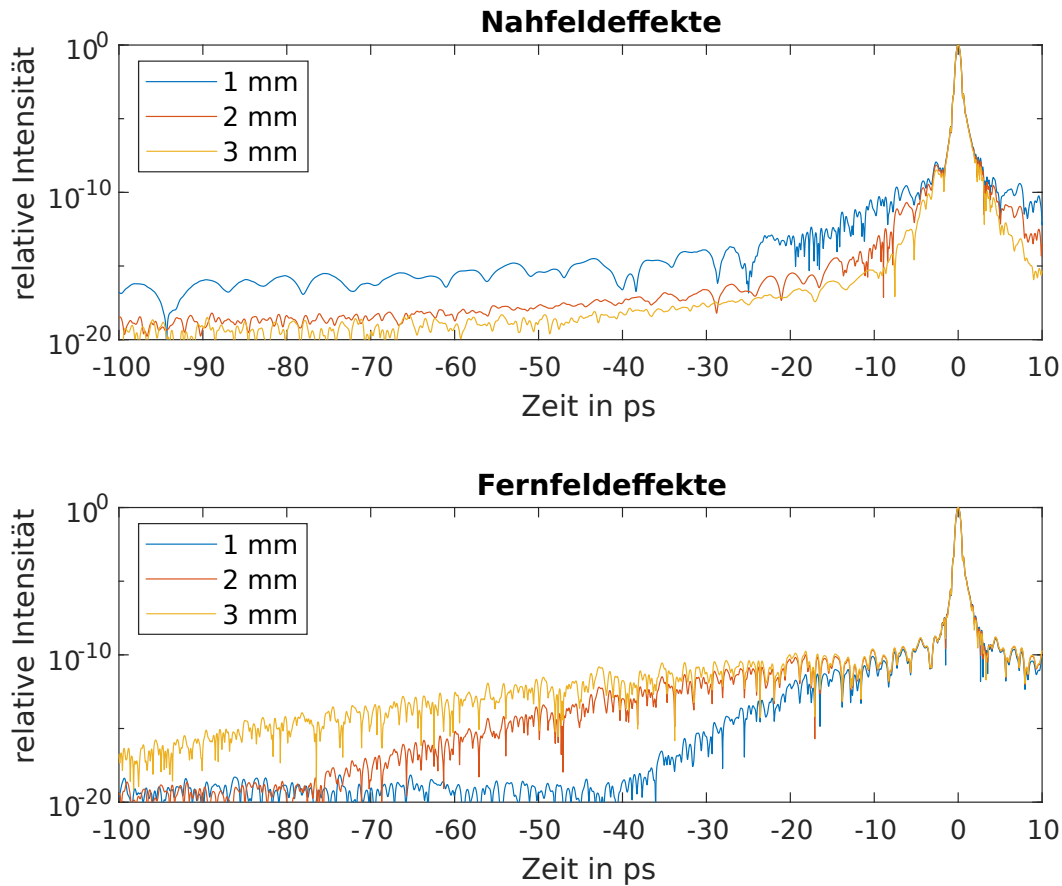 Nahfeldeffekte
relative Intensität
10^0
10^-10
10^-20
1 mm
2 mm
3 mm
-100 -90 -80 -70 -60 -50 -40 -30 -20 -10 0 10
Zeit in ps
Fernfeldeffekte
relative Intensität
10^0
10^-10
10^-20
1 mm
2 mm
3 mm
-100 -90 -80 -70 -60 -50 -40 -30 -20 -10 0 10
Zeit in ps